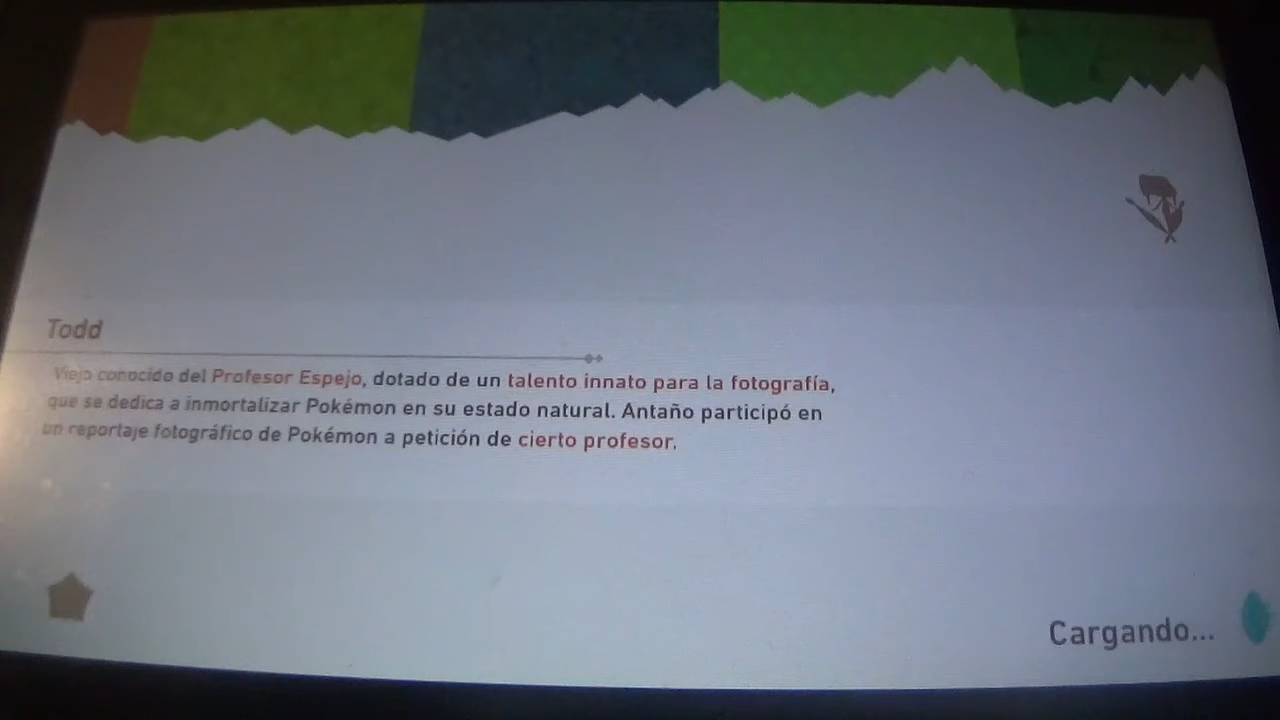 Todd
Viejo conocido del Profesor Espejo, dotado de un talento innato para la fotografía,
que se dedica a inmortalizar Pokémon en su estado natural. Antaño participó en
un reportaje fotográfico de Pokémon a petición de cierto profesor.
Cargando...